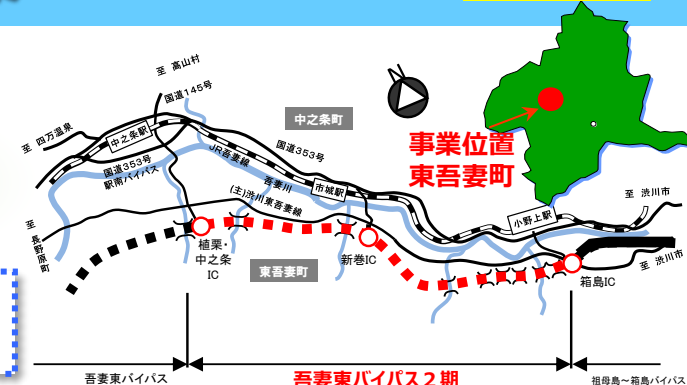 至 高山村
国道145号
至 四万温泉
中之条駅
中之条町
国道353号
駅南バイパス
JR吾妻線
国道353号
吾妻川
市城駅
(主)渋川東吾妻線
事業位置
東吾妻町
至 渋川市
小野上駅
至 長野原町
植栗・
中之条
IC
東吾妻町
新巻IC
箱島IC
至 渋川市
吾妻東バイパス
吾妻東バイパス２期
祖母島～箱島バイパス